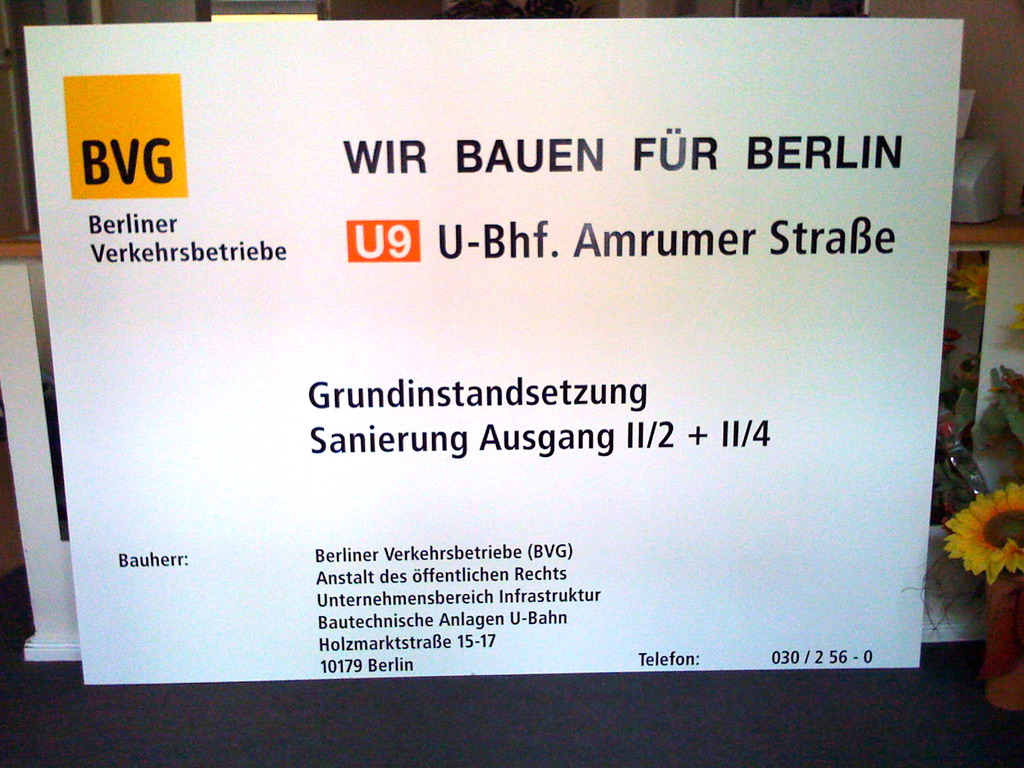 BVG
Berliner
Verkehrsbetriebe
WIR BAUEN FÜR BERLIN
U9 U-Bhf. Amrumer Straße
Grundinstandsetzung
Sanierung Ausgang II/2 + II/4
Bauherr:
Berliner Verkehrsbetriebe (BVG)
Anstalt des öffentlichen Rechts
Unternehmensbereich Infrastruktur
Bautechnische Anlagen U-Bahn
Holzmarktstraße 15-17
10179 Berlin
Telefon: 030 / 2 56 - 0